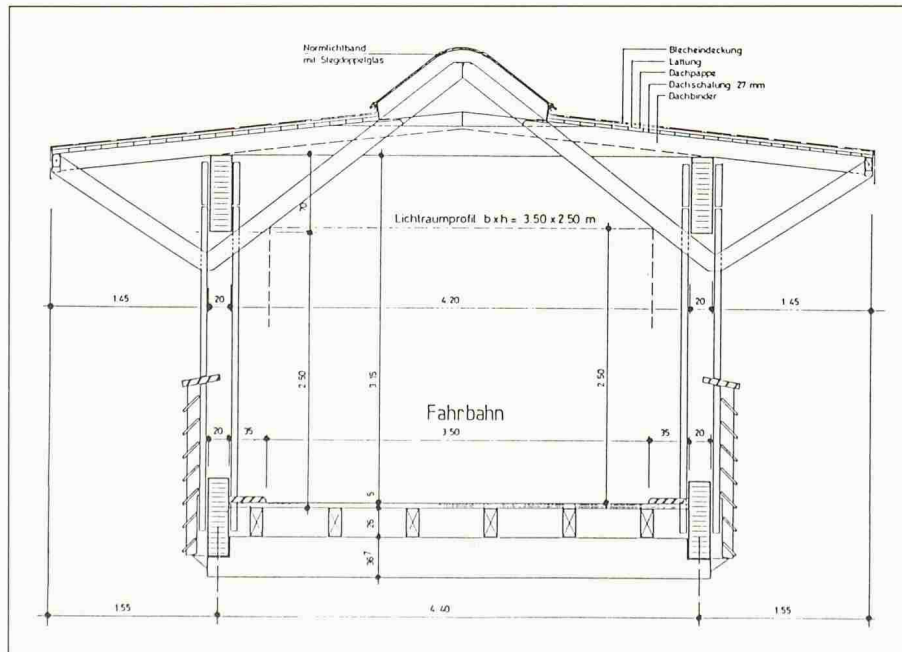 Normlichtband
mit Stegdoppelglas
Blecheindeckung
Lattung
Dachpappe
Dachschalung 27 mm
Dachbinder
70
Lichtraumprofil b x h = 3.50 x 2.50 m
1.45
20
4.20
20
1.45
2.50
3.15
2.50
Fahrbahn
20
35
3.50
35
20
5
25
36⁷
1.55
4.40
1.55